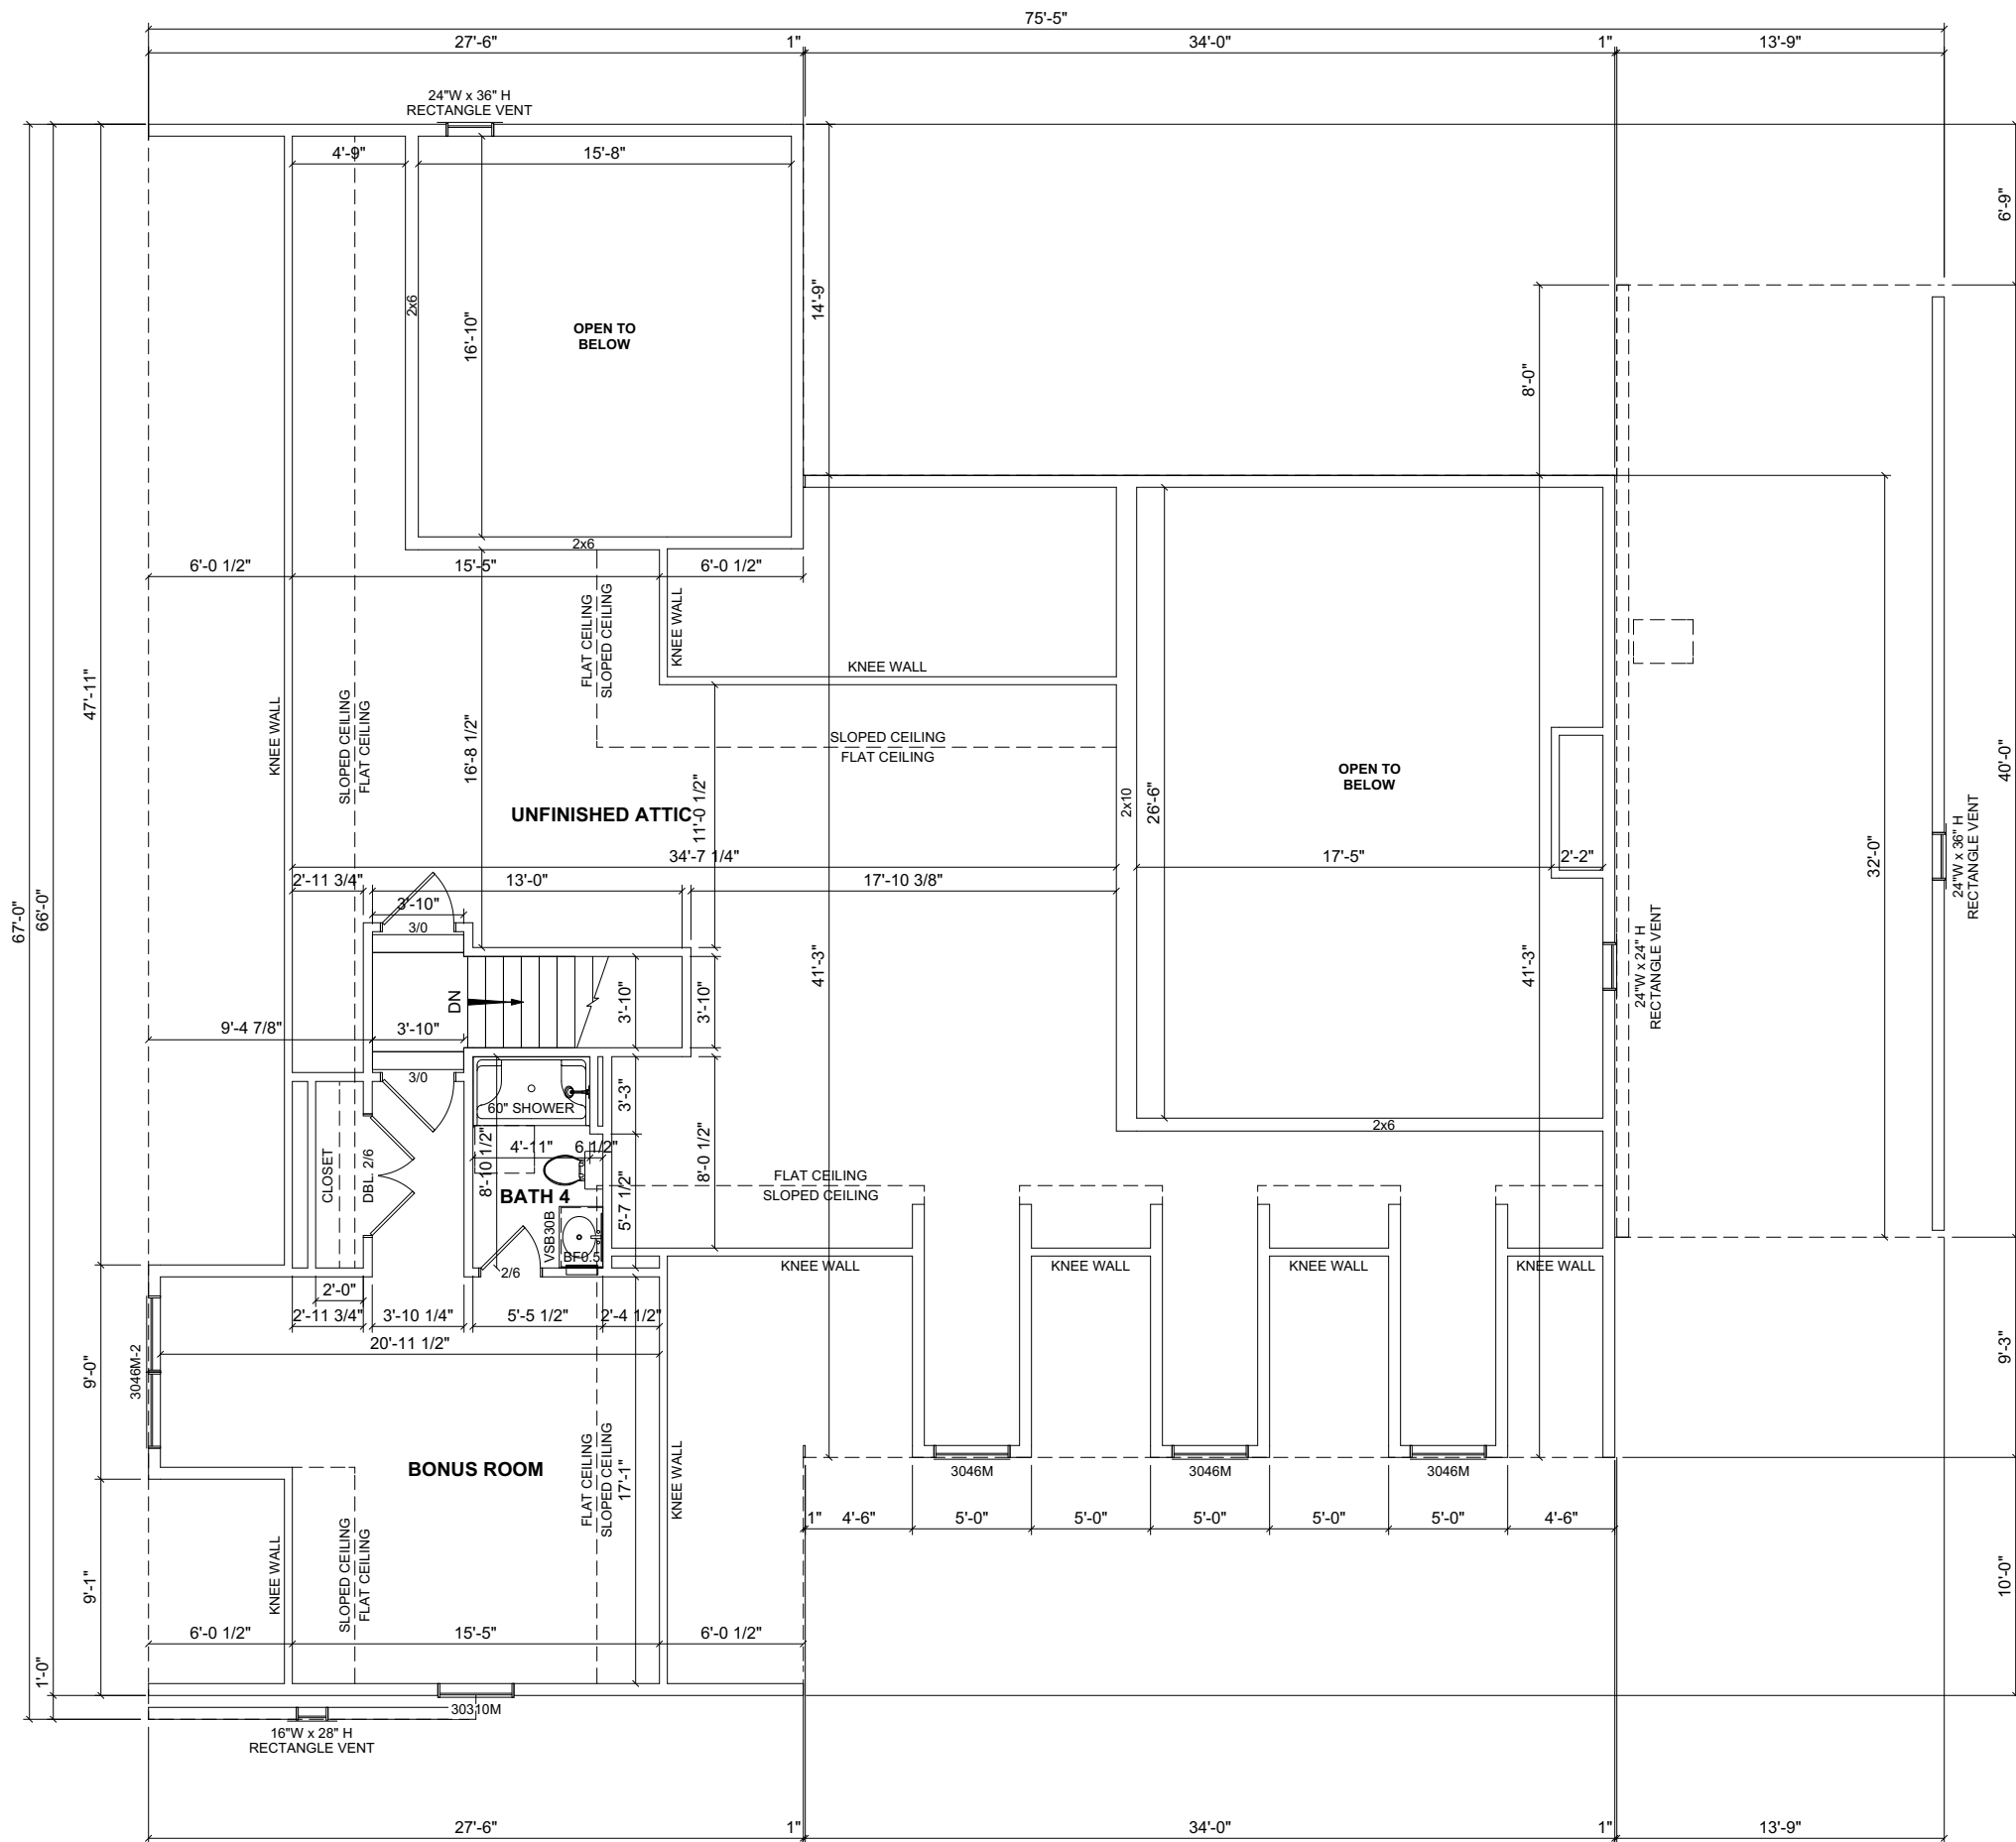 75'-5"
27'-6"
1"
34'-0"
1"
13'-9"
24"W x 36" H
RECTANGLE VENT
4'-9"
15'-8"
6'-9"
2x6
16'-10"
OPEN TO
BELOW
14'-9"
8'-0"
2x6
6'-0 1/2"
15'-5"
6'-0 1/2"
FLAT CEILING
SLOPED CEILING
KNEE WALL
KNEE WALL
47'-11"
KNEE WALL
SLOPED CEILING
FLAT CEILING
16'-8 1/2"
SLOPED CEILING
FLAT CEILING
11'-0 1/2"
UNFINISHED ATTIC
2x10
26'-6"
OPEN TO
BELOW
40'-0"
34'-7 1/4"
17'-5"
2'-2"
32'-0"
24"W x 36" H
RECTANGLE VENT
2'-11 3/4"
13'-0"
17'-10 3/8"
67'-0"
66'-0"
3'-10"
3/0
DN
3'-10"
3'-10"
41'-3"
41'-3"
24"W x 24" H
RECTANGLE VENT
9'-4 7/8"
3'-10"
3/0
60" SHOWER
3'-3"
CLOSET
DBL. 2/6
8'-10 1/2"
4'-11"
6 1/2"
8'-0 1/2"
2x6
BATH 4
5'-7 1/2"
FLAT CEILING
SLOPED CEILING
VSB30B
BF0.5
2/6
KNEE WALL
KNEE WALL
KNEE WALL
KNEE WALL
2'-0"
2'-11 3/4"
3'-10 1/4"
5'-5 1/2"
2'-4 1/2"
20'-11 1/2"
9'-0"
3046M-2
9'-3"
BONUS ROOM
FLAT CEILING
SLOPED CEILING
17'-1"
KNEE WALL
3046M
3046M
3046M
1"
4'-6"
5'-0"
5'-0"
5'-0"
5'-0"
5'-0"
4'-6"
9'-1"
KNEE WALL
SLOPED CEILING
FLAT CEILING
10'-0"
6'-0 1/2"
15'-5"
6'-0 1/2"
1'-0"
30310M
16"W x 28" H
RECTANGLE VENT
27'-6"
1"
34'-0"
1"
13'-9"